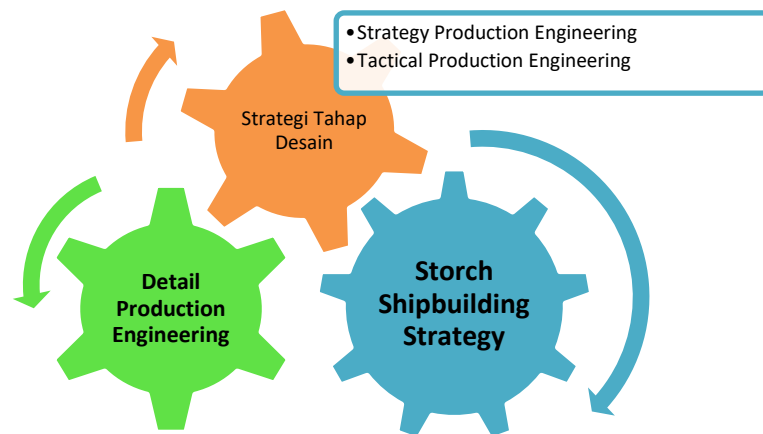 •Strategy Production Engineering
•Tactical Production Engineering
Strategi Tahap
Desain
Detail
Production
Engineering
Storch
Shipbuilding
Strategy